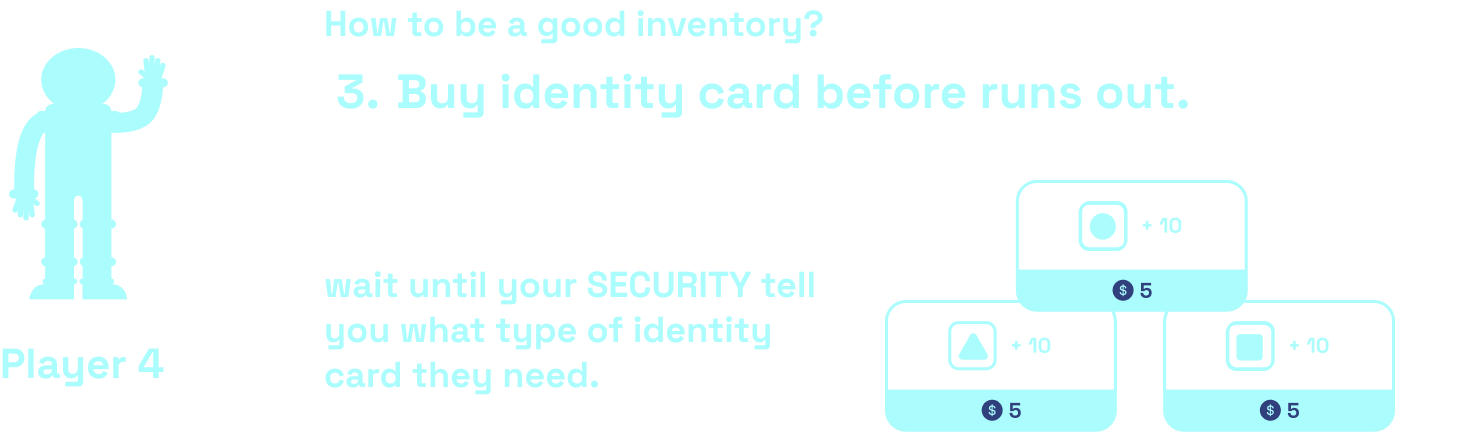 How to be a good inventory?
3. Buy identity card before runs out.
+ 10
$ 5
wait until your SECURITY tell
you what type of identity
card they need.
+ 10
$ 5
+ 10
$ 5
Player 4